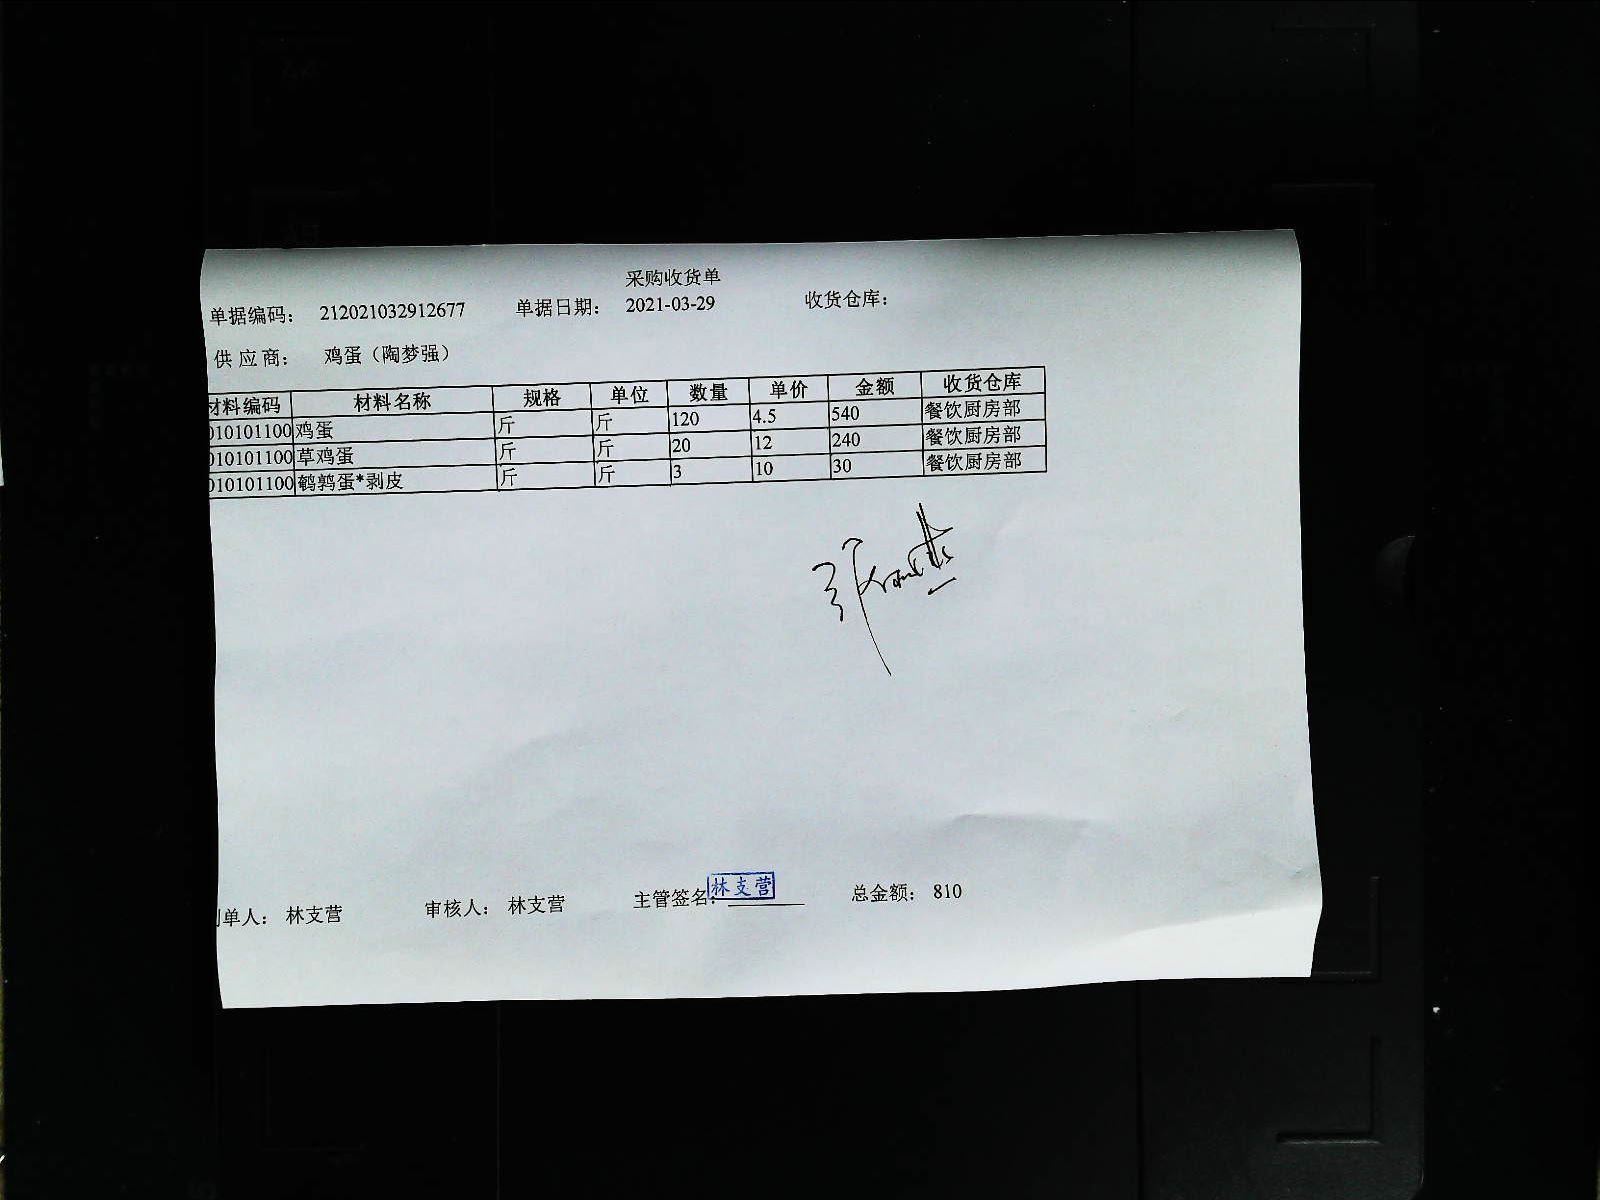 采购收货单
单据编码： 212021032912677 单据日期： 2021-03-29 收货仓库：
供应商： 鸡蛋（陶梦强）
材料编码 材料名称 规格 单位 数量 单价 金额 收货仓库
010101100 鸡蛋 斤 斤 120 4.5 540 餐饮厨房部
010101100 草鸡蛋 斤 斤 20 12 240 餐饮厨房部
010101100 鹌鹑蛋*剥皮 斤 斤 3 10 30 餐饮厨房部
制单人： 林支营 审核人： 林支营 主管签名： 林支营 总金额： 810